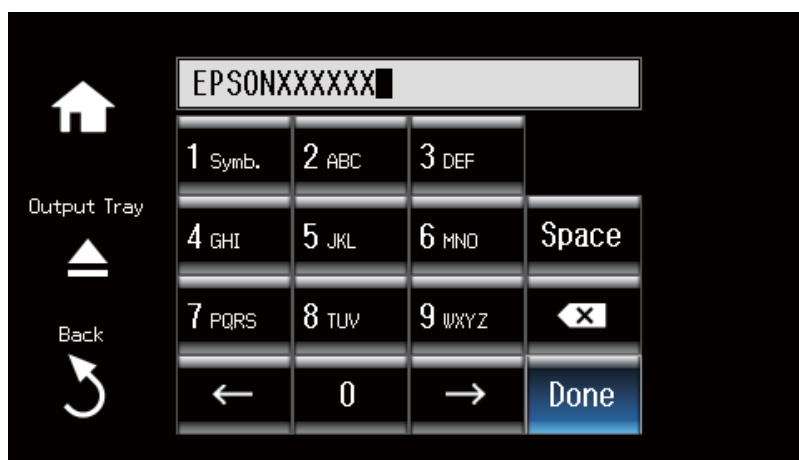 EPSONXXXXXX
1 Symb. 2 ABC 3 DEF
Output Tray
4 GHI 5 JKL 6 MNO Space
7 PQRS 8 TUV 9 WXYZ
Back
← 0 → Done